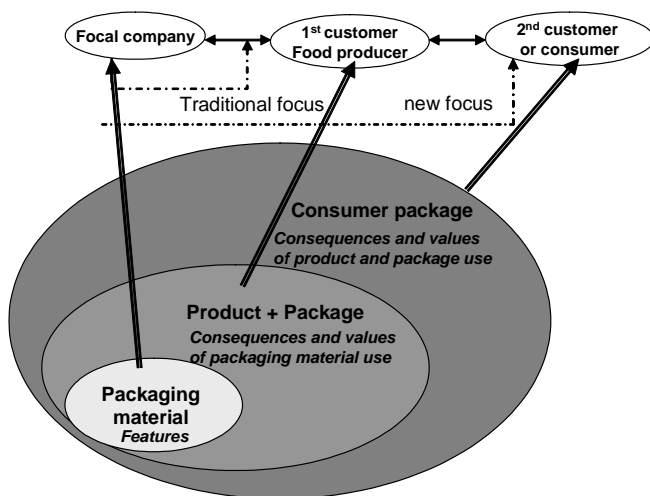 Focal company
1st customer
Food producer
2nd customer
or consumer
Traditional focus
new focus
Consumer package
Consequences and values
of product and package use
Product + Package
Consequences and values
of packaging material use
Packaging
material
Features